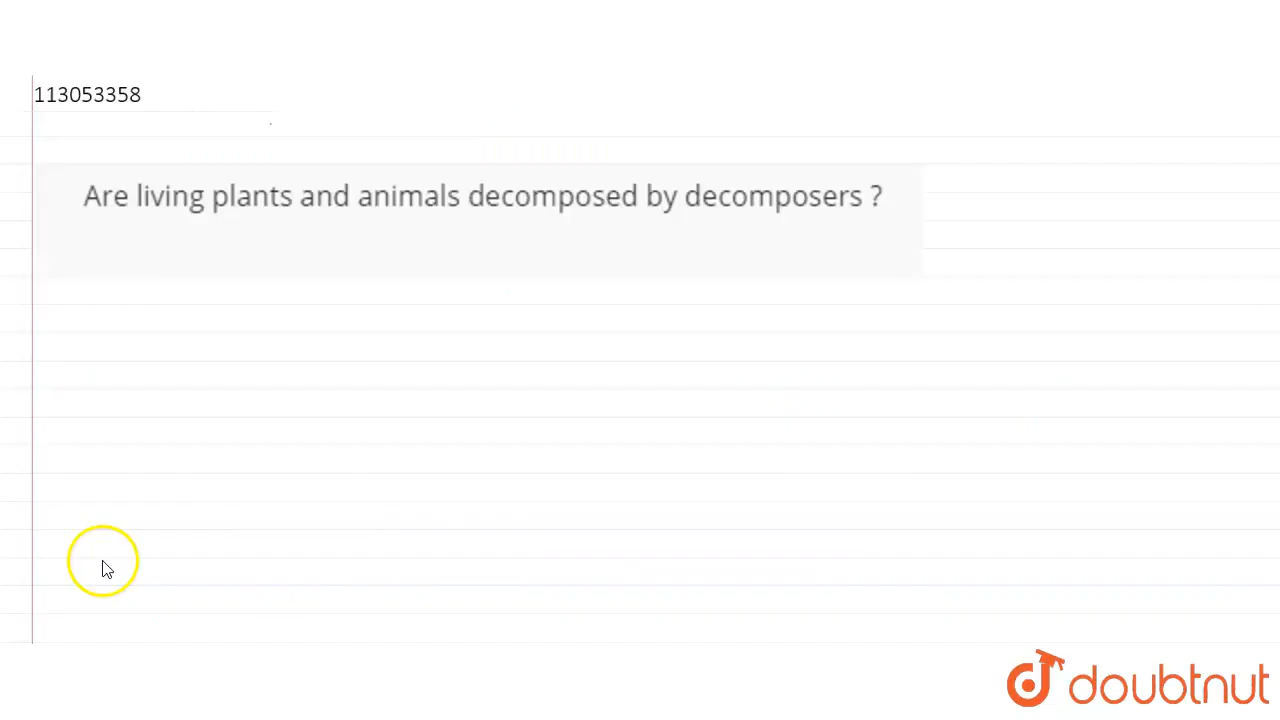 113053358
Are living plants and animals decomposed by decomposers ?
doubtnut